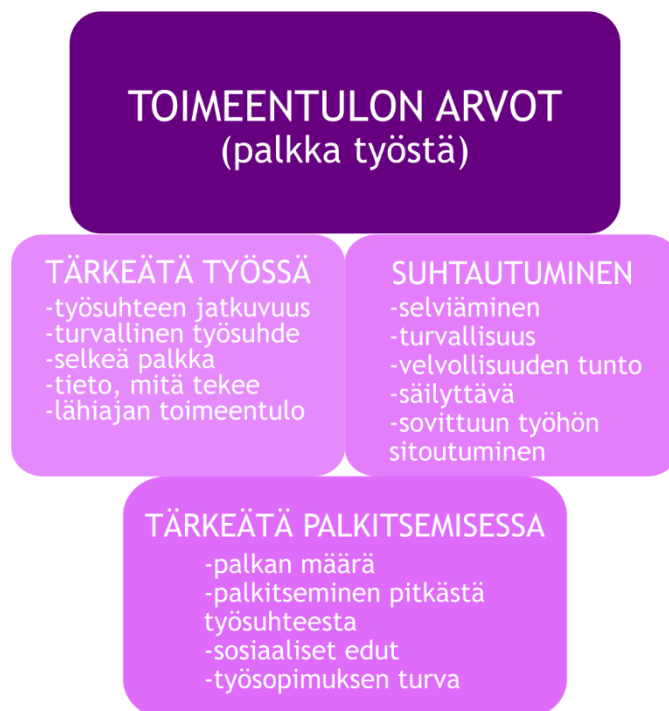 TOIMEENTULON ARVOT
(palkka työstä)
TÄRKEÄTÄ TYÖSSÄ
-työsuhteen jatkuvuus
-turvallinen työsuhde
-selkeä palkka
-tieto, mitä tekee
-lähiajan toimeentulo
SUHTAUTUMINEN
-selviäminen
-turvallisuus
-velvollisuuden tunto
-säilyttävä
-sovittuun työhön
sitoutuminen
TÄRKEÄTÄ PALKITSEMISESSA
-palkan määrä
-palkitseminen pitkästä
työsuhteesta
-sosiaaliset edut
-työsopimuksen turva